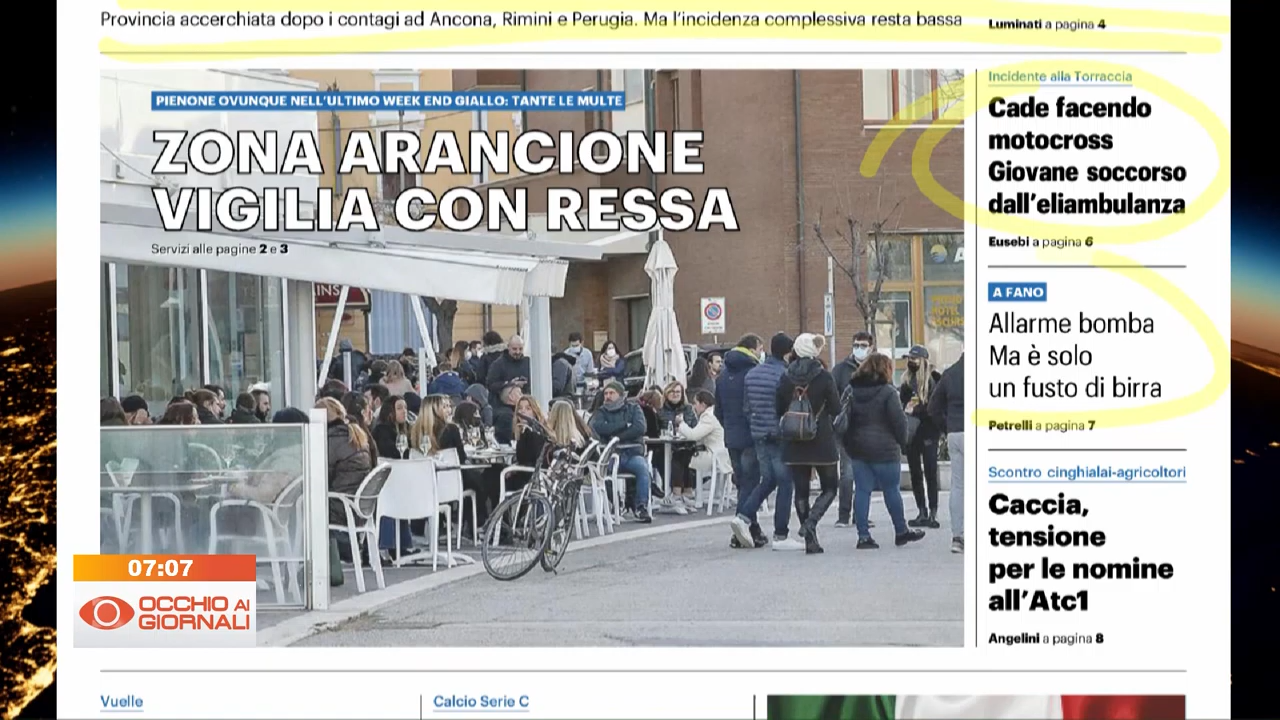 Provincia accerchiata dopo i contagi ad Ancona, Rimini e Perugia. Ma l'incidenza complessiva resta bassa
Luminati a pagina 4
PIENONE OVUNQUE NELL'ULTIMO WEEK END GIALLO: TANTE LE MULTE
ZONA ARANCIONE
VIGILIA CON RESSA
Servizi alle pagine 2 e 3
Incidente alla Torraccia
Cade facendo
motocross
Giovane soccorso
dall'eliambulanza
Eusebi a pagina 6
A FANO
Allarme bomba
Ma è solo
un fusto di birra
Petrelli a pagina 7
Scontro cinghialai-agricoltori
Caccia,
tensione
per le nomine
all'Atc1
Angelini a pagina 8
07:07
OCCHIO AI
GIORNALI
Vuelle
Calcio Serie C